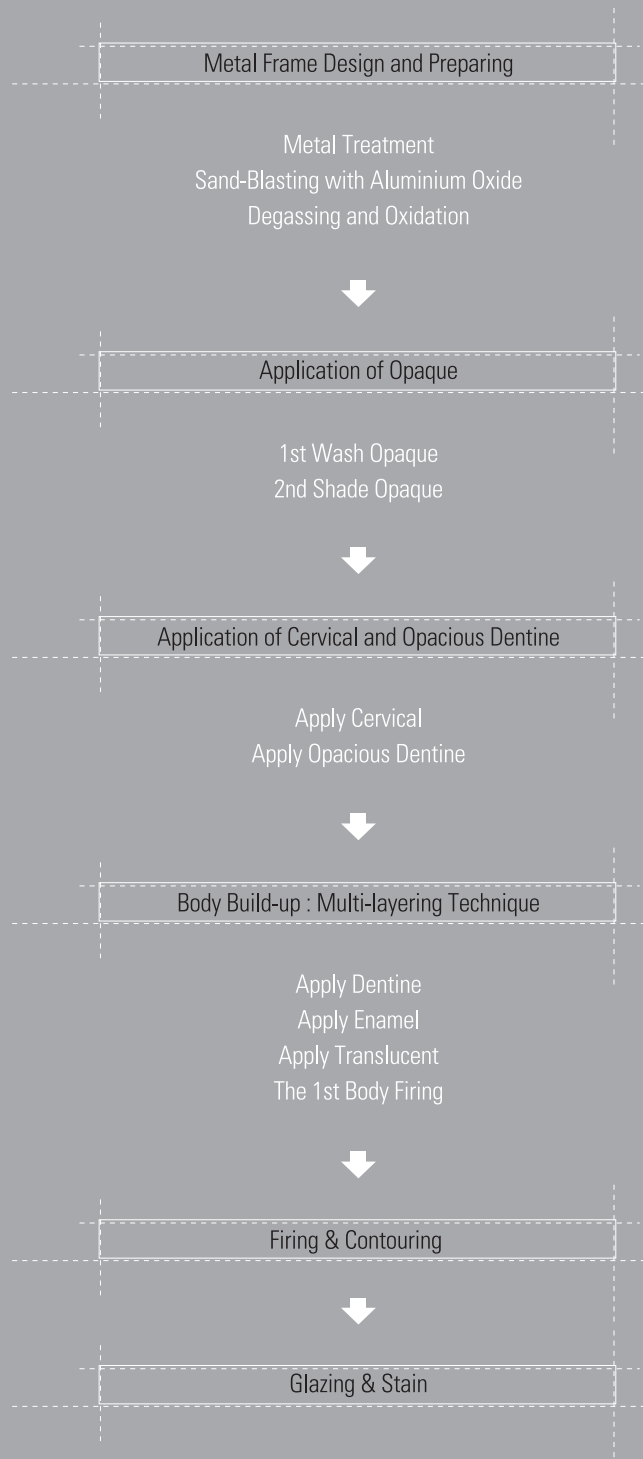 Metal Frame Design and Preparing
Metal Treatment
Sand-Blasting with Aluminium Oxide
Degassing and Oxidation
Application of Opaque
1st Wash Opaque
2nd Shade Opaque
Application of Cervical and Opacious Dentine
Apply Cervical
Apply Opacious Dentine
Body Build-up : Multi-layering Technique
Apply Dentine
Apply Enamel
Apply Translucent
The 1st Body Firing
Firing & Contouring
Glazing & Stain